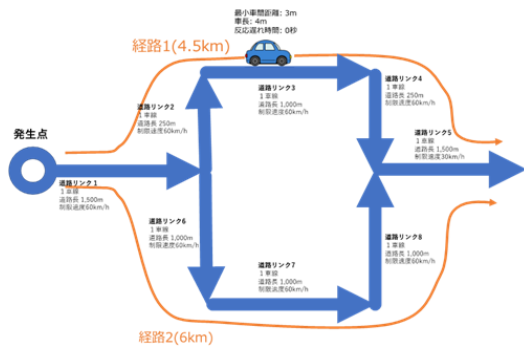 最小車間距離: 3m
車長: 4m
反応遅れ時間: 0秒
経路1(4.5km)
道路リンク2
1車線
道路長 250m
制限速度60km/h
道路リンク3
1車線
道路長 1,000m
制限速度60km/h
道路リンク4
1車線
道路長 250m
制限速度60km/h
発生点
道路リンク1
1車線
道路長 1,500m
制限速度60km/h
道路リンク5
1車線
道路長 1,500m
制限速度30km/h
道路リンク6
1車線
道路長 1,000m
制限速度60km/h
道路リンク7
1車線
道路長 1,000m
制限速度60km/h
道路リンク8
1車線
道路長 1,000m
制限速度60km/h
経路2(6km)